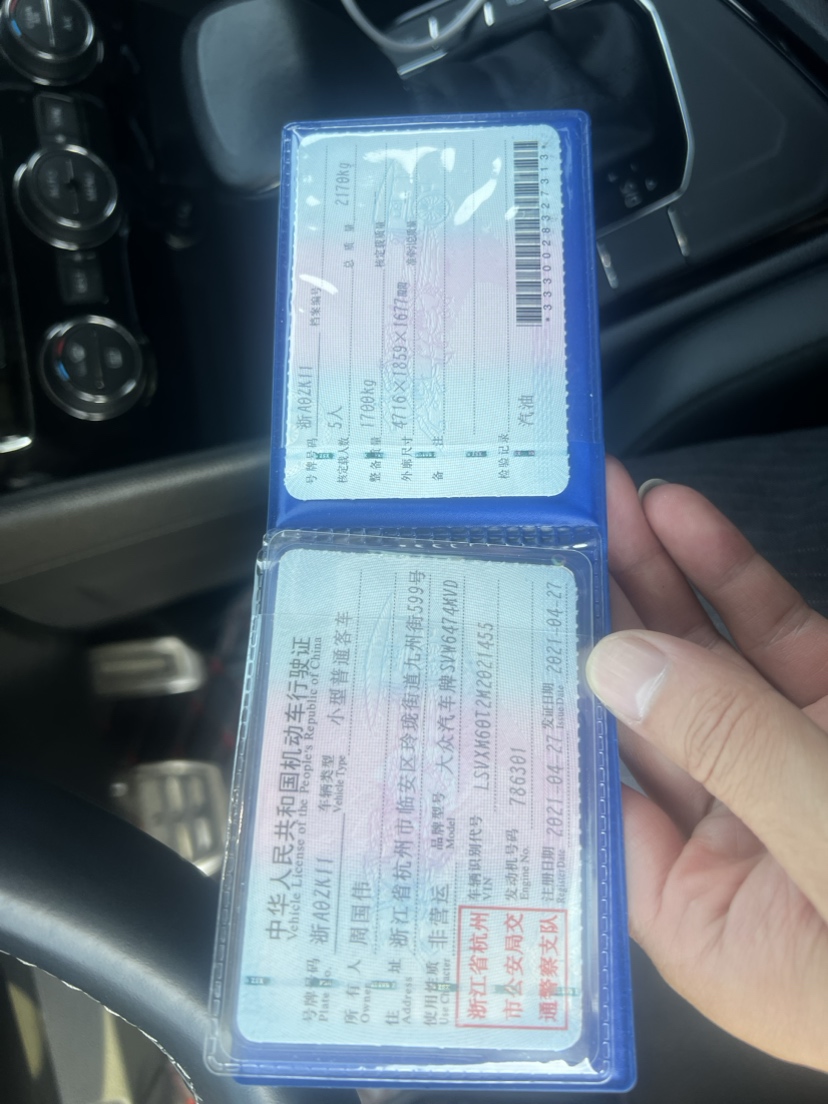 中华人民共和国机动车行驶证
Vehicle License of the People's Republic of China
号牌号码 浙A02K11 车辆类型 小型普通客车
Plate No. Vehicle Type
所有人 周国伟
Owner
住址 浙江省杭州市临安区玲珑街道九州街599号
Address
使用性质 非营运 品牌型号 大众汽车牌SVW6474MVD
Use Character Model
浙江省杭州
市公安局交
通警察支队
车辆识别代号 LSVXM60T2M2021455
VIN
发动机号码 786301
Engine No.
注册日期 2021-04-27 发证日期 2021-04-27
Register Date Issue Date
号牌号码 浙A02K11 档案编号
核定载人数 5人 总质量 2170kg
整备质量 1700kg 核定载质量
外廓尺寸 4716×1859×1677 准牵引总质量
备注
检验记录 汽油
*3330028327313*